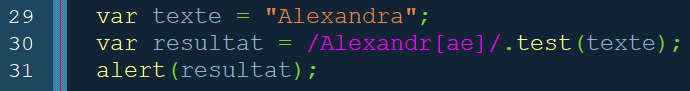 29 var texte = "Alexandra";
30 var resultat = /Alexandr[ae]/.test(texte);
31 alert(resultat);